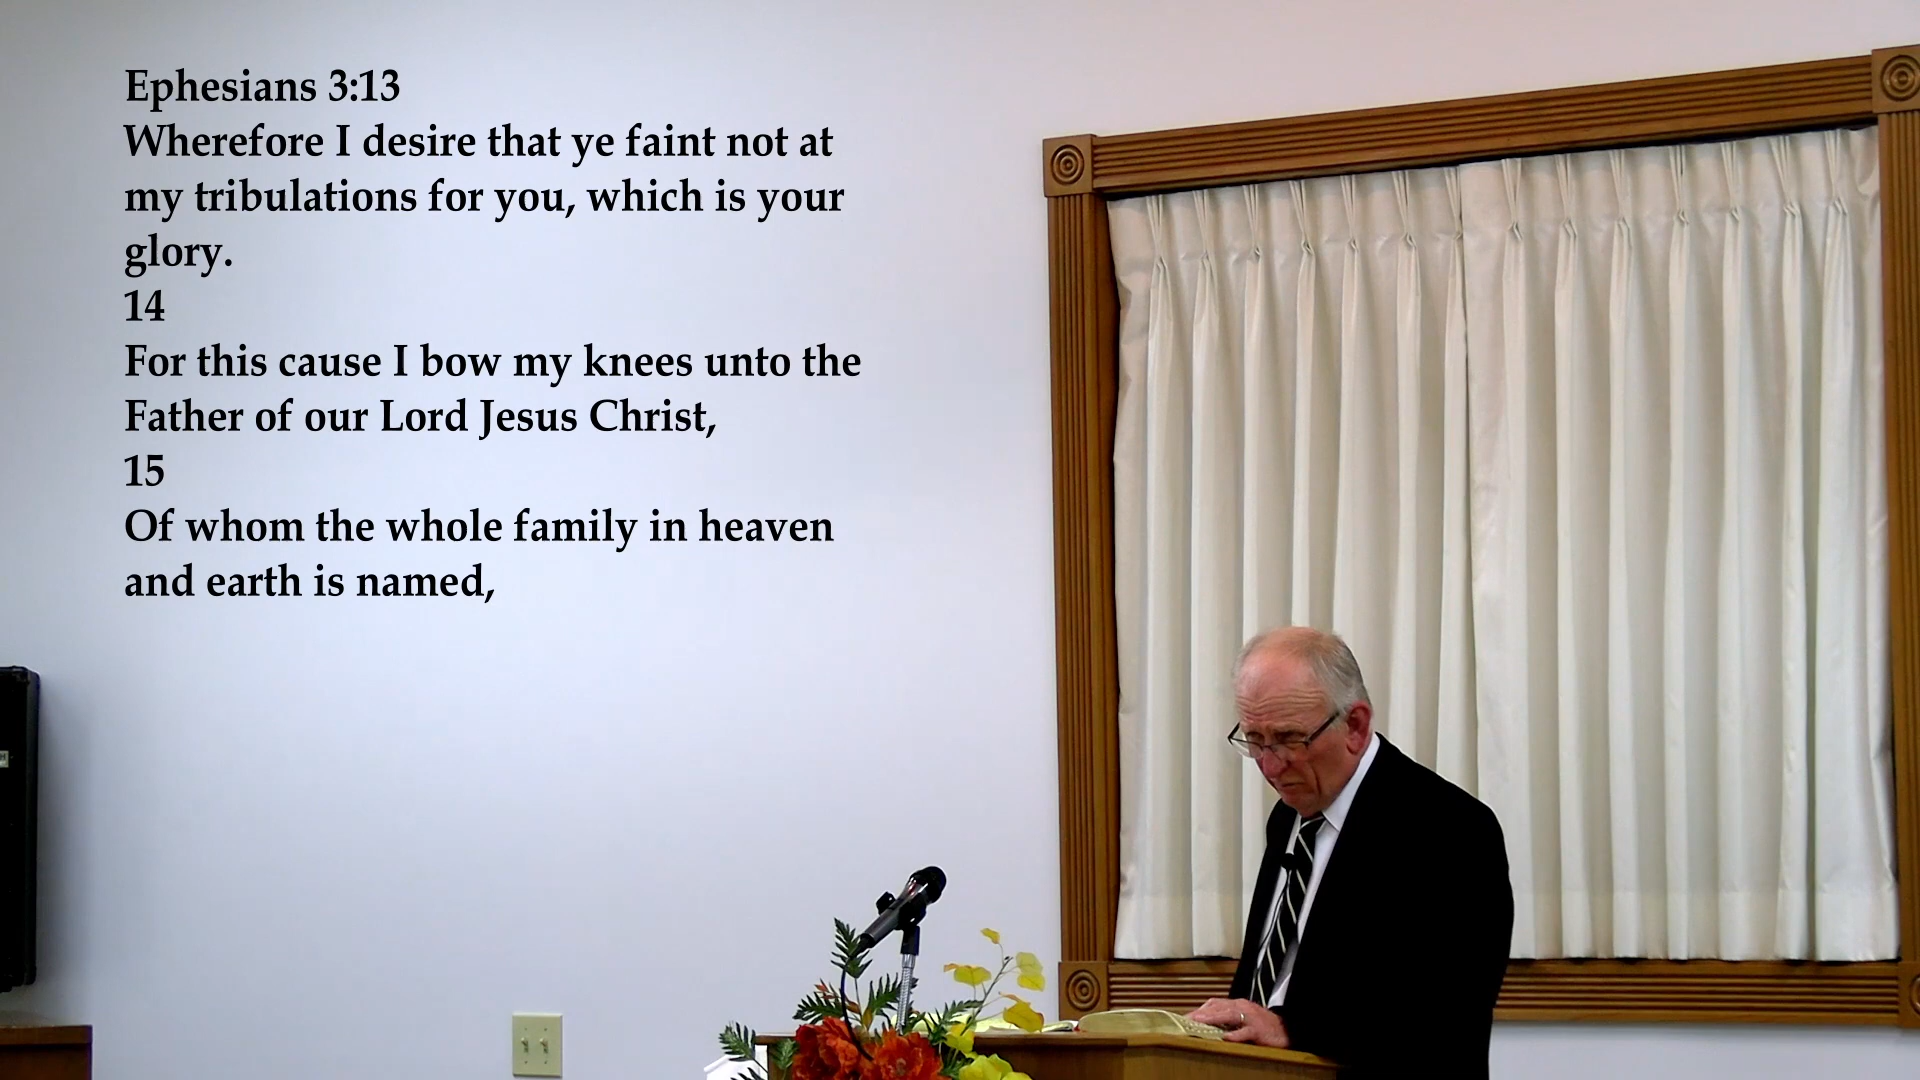 Ephesians 3:13
Wherefore I desire that ye faint not at
my tribulations for you, which is your
glory.
14
For this cause I bow my knees unto the
Father of our Lord Jesus Christ,
15
Of whom the whole family in heaven
and earth is named,